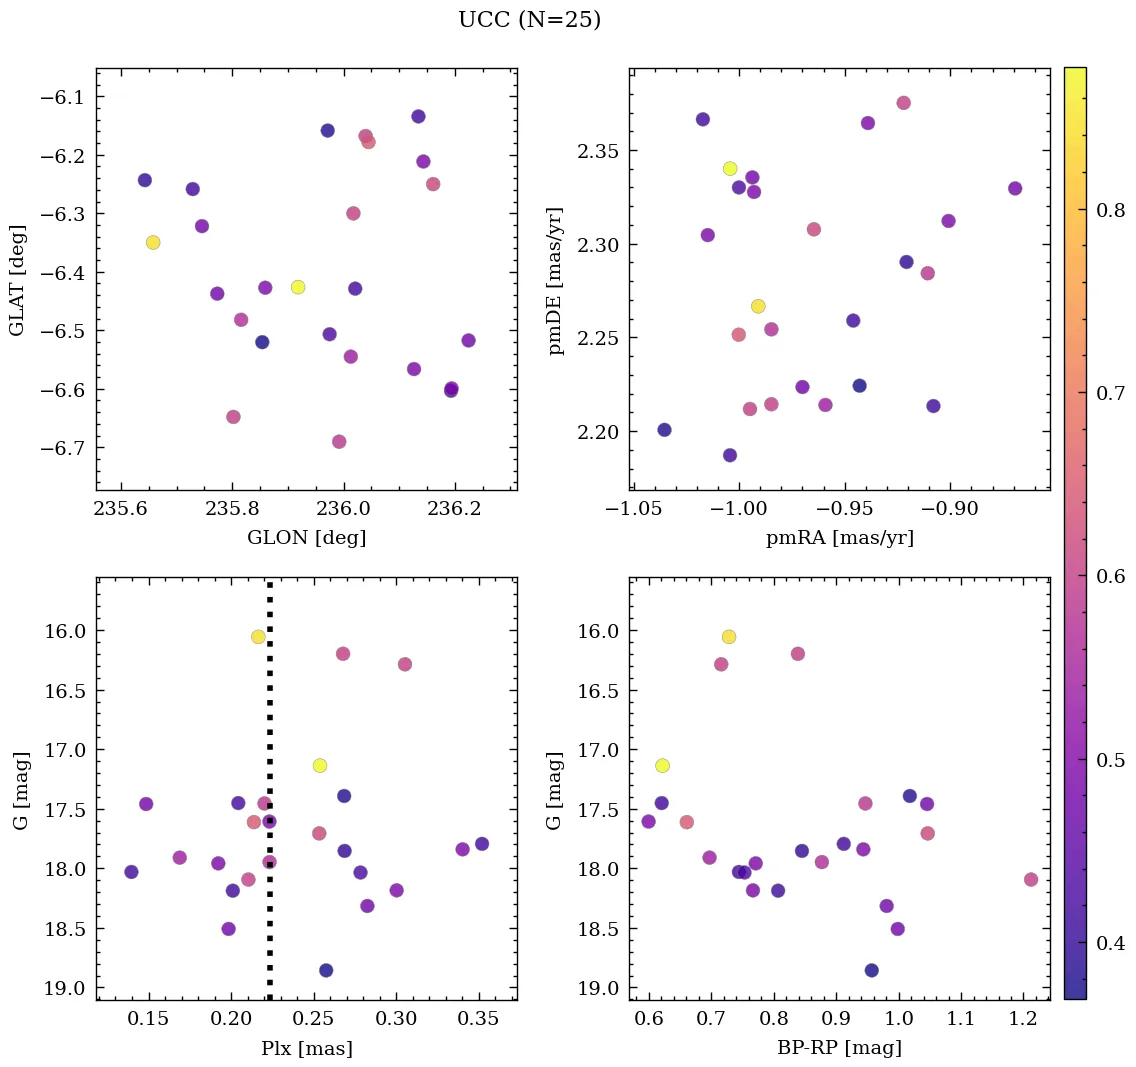 UCC (N=25)
−6.1
−6.2
−6.3
−6.4
−6.5
−6.6
−6.7
GLAT [deg]
235.6 235.8 236.0 236.2
GLON [deg]
2.35
2.30
2.25
2.20
pmDE [mas/yr]
−1.05 −1.00 −0.95 −0.90
pmRA [mas/yr]
0.8
0.7
0.6
0.5
0.4
16.0
16.5
17.0
17.5
18.0
18.5
19.0
G [mag]
0.15 0.20 0.25 0.30 0.35
Plx [mas]
16.0
16.5
17.0
17.5
18.0
18.5
19.0
G [mag]
0.6 0.7 0.8 0.9 1.0 1.1 1.2
BP-RP [mag]